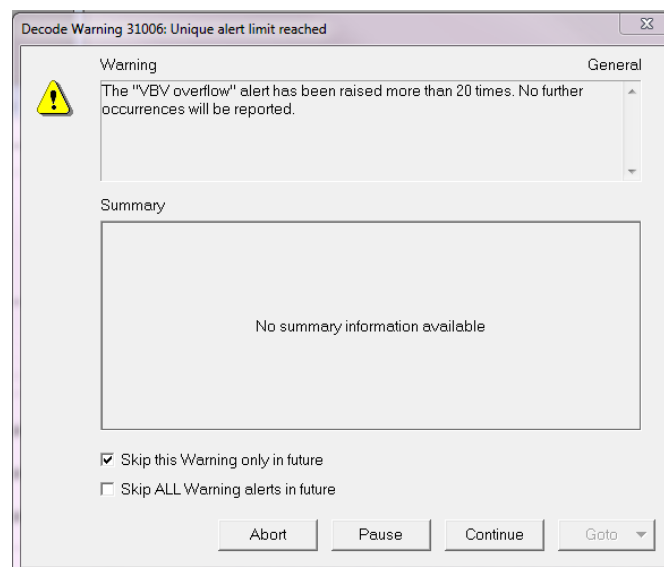 Decode Warning 31006: Unique alert limit reached
Warning General
The "VBV overflow" alert has been raised more than 20 times. No further
occurrences will be reported.
Summary
No summary information available
Skip this Warning only in future
Skip ALL Warning alerts in future
Abort Pause Continue Goto